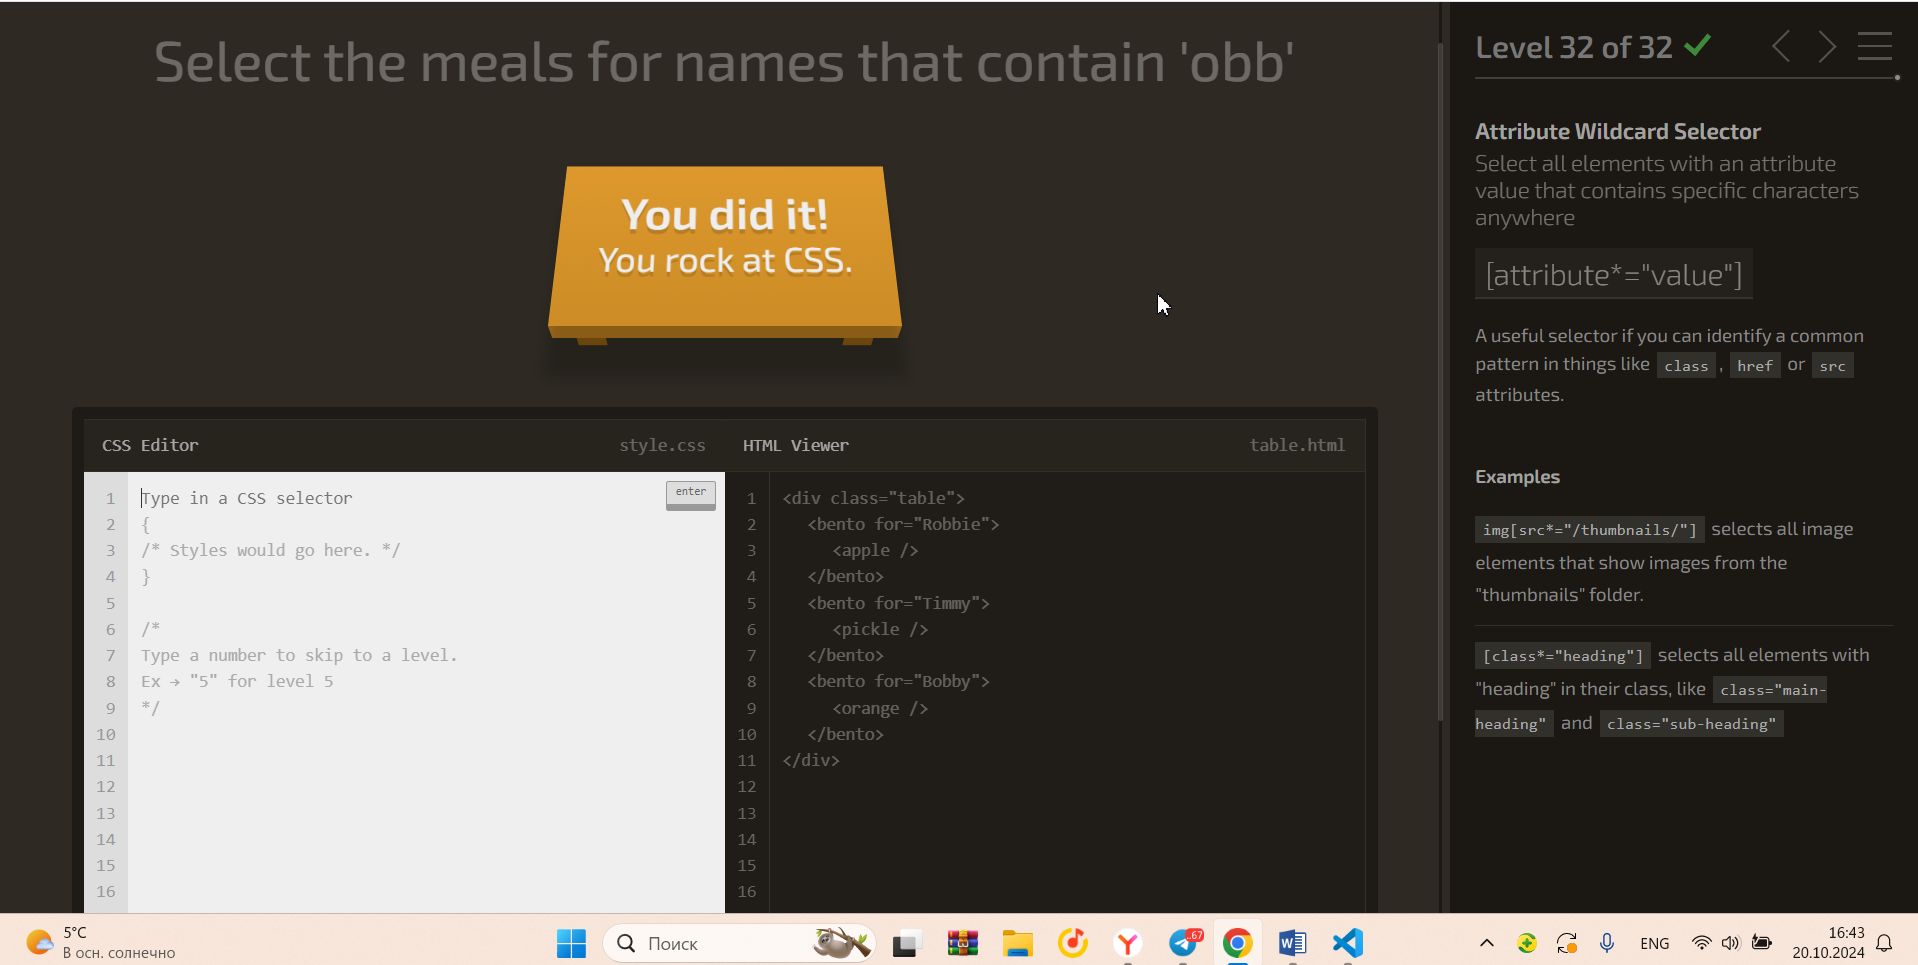 Select the meals for names that contain 'obb'
You did it!
You rock at CSS.
CSS Editor style.css
1 Type in a CSS selector enter
2 {
3 /* Styles would go here. */
4 }
5
6 /*
7 Type a number to skip to a level.
8 Ex → "5" for level 5
9 */
10
11
12
13
14
15
16
HTML Viewer table.html
1 <div class="table">
2 <bento for="Robbie">
3 <apple />
4 </bento>
5 <bento for="Timmy">
6 <pickle />
7 </bento>
8 <bento for="Bobby">
9 <orange />
10 </bento>
11 </div>
12
13
14
15
16
Level 32 of 32
Attribute Wildcard Selector
Select all elements with an attribute
value that contains specific characters
anywhere
[attribute*="value"]
A useful selector if you can identify a common
pattern in things like class , href or src
attributes.
Examples
img[src*="/thumbnails/"] selects all image
elements that show images from the
"thumbnails" folder.
[class*="heading"] selects all elements with
"heading" in their class, like class="main-
heading" and class="sub-heading"
5°C
В осн. солнечно
Поиск
..67
ENG
16:43
20.10.2024